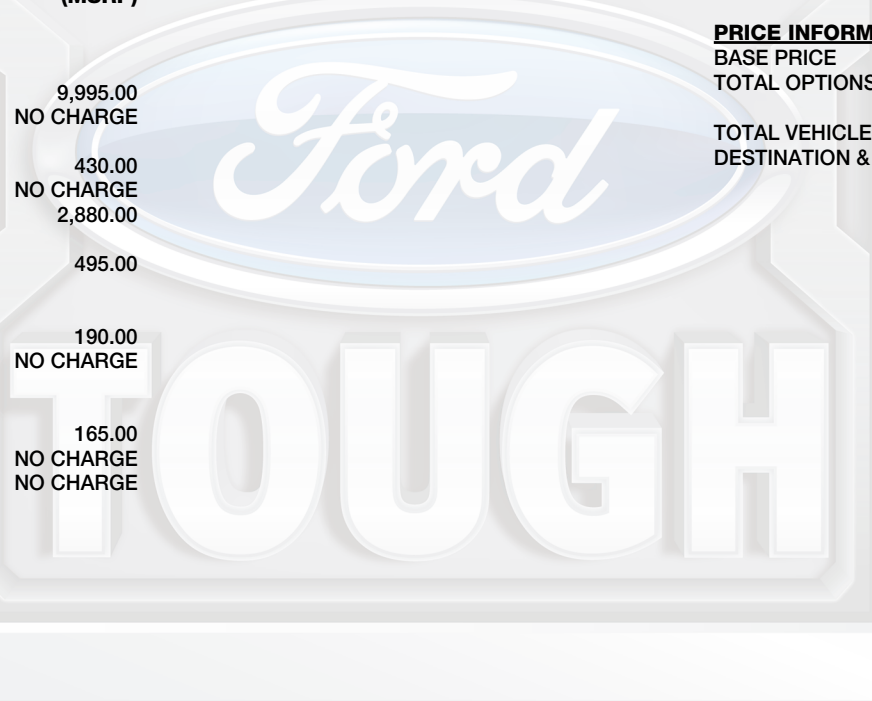 (MSRP)
9,995.00
NO CHARGE
430.00
NO CHARGE
2,880.00
495.00
190.00
NO CHARGE
165.00
NO CHARGE
NO CHARGE
PRICE INFORM
BASE PRICE
TOTAL OPTIONS
TOTAL VEHICLE
DESTINATION &
Ford
TOUGH